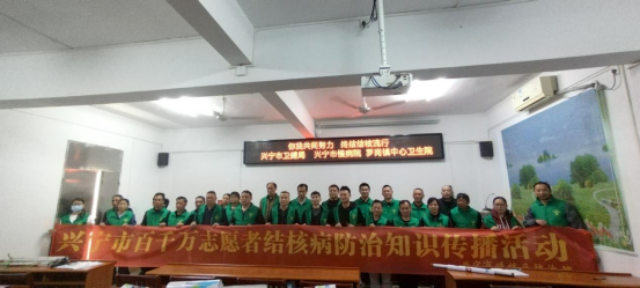 你我共同努力 终结结核流行
兴宁市卫健局 兴宁市慢病院 罗岗镇中心卫生院
兴宁市百千万志愿者结核病防治知识传播活动